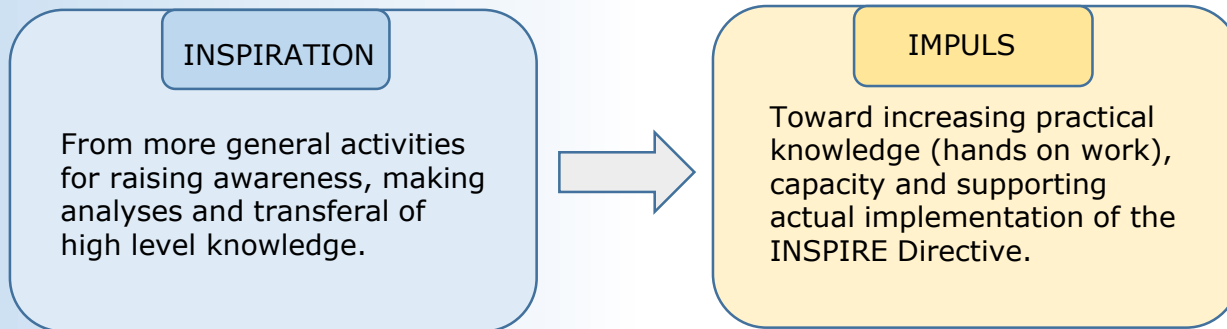 INSPIRATION
From more general activities
for raising awareness, making
analyses and transferal of
high level knowledge.
IMPULS
Toward increasing practical
knowledge (hands on work),
capacity and supporting
actual implementation of the
INSPIRE Directive.